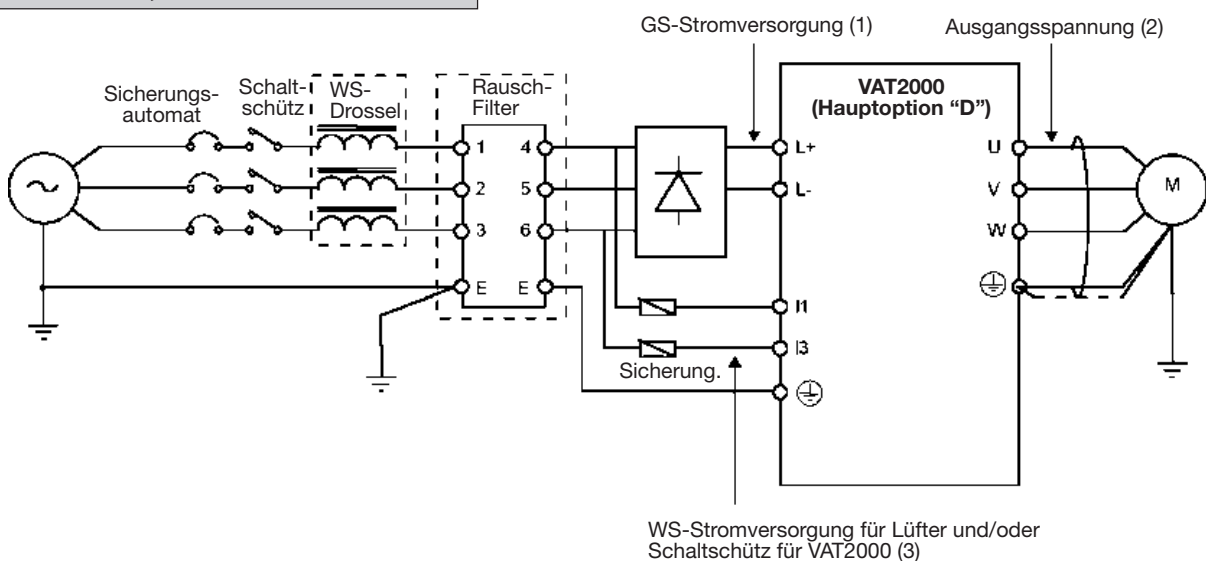 GS-Stromversorgung (1)
Ausgangsspannung (2)
Sicherungs-
automat
Schalt-
schütz
WS-
Drossel
Rausch-
Filter
VAT2000
(Hauptoption “D”)
1 4
2 5
3 6
E E
L+
L-
U
V
W
M
I1
I3
Sicherung.
WS-Stromversorgung für Lüfter und/oder
Schaltschütz für VAT2000 (3)